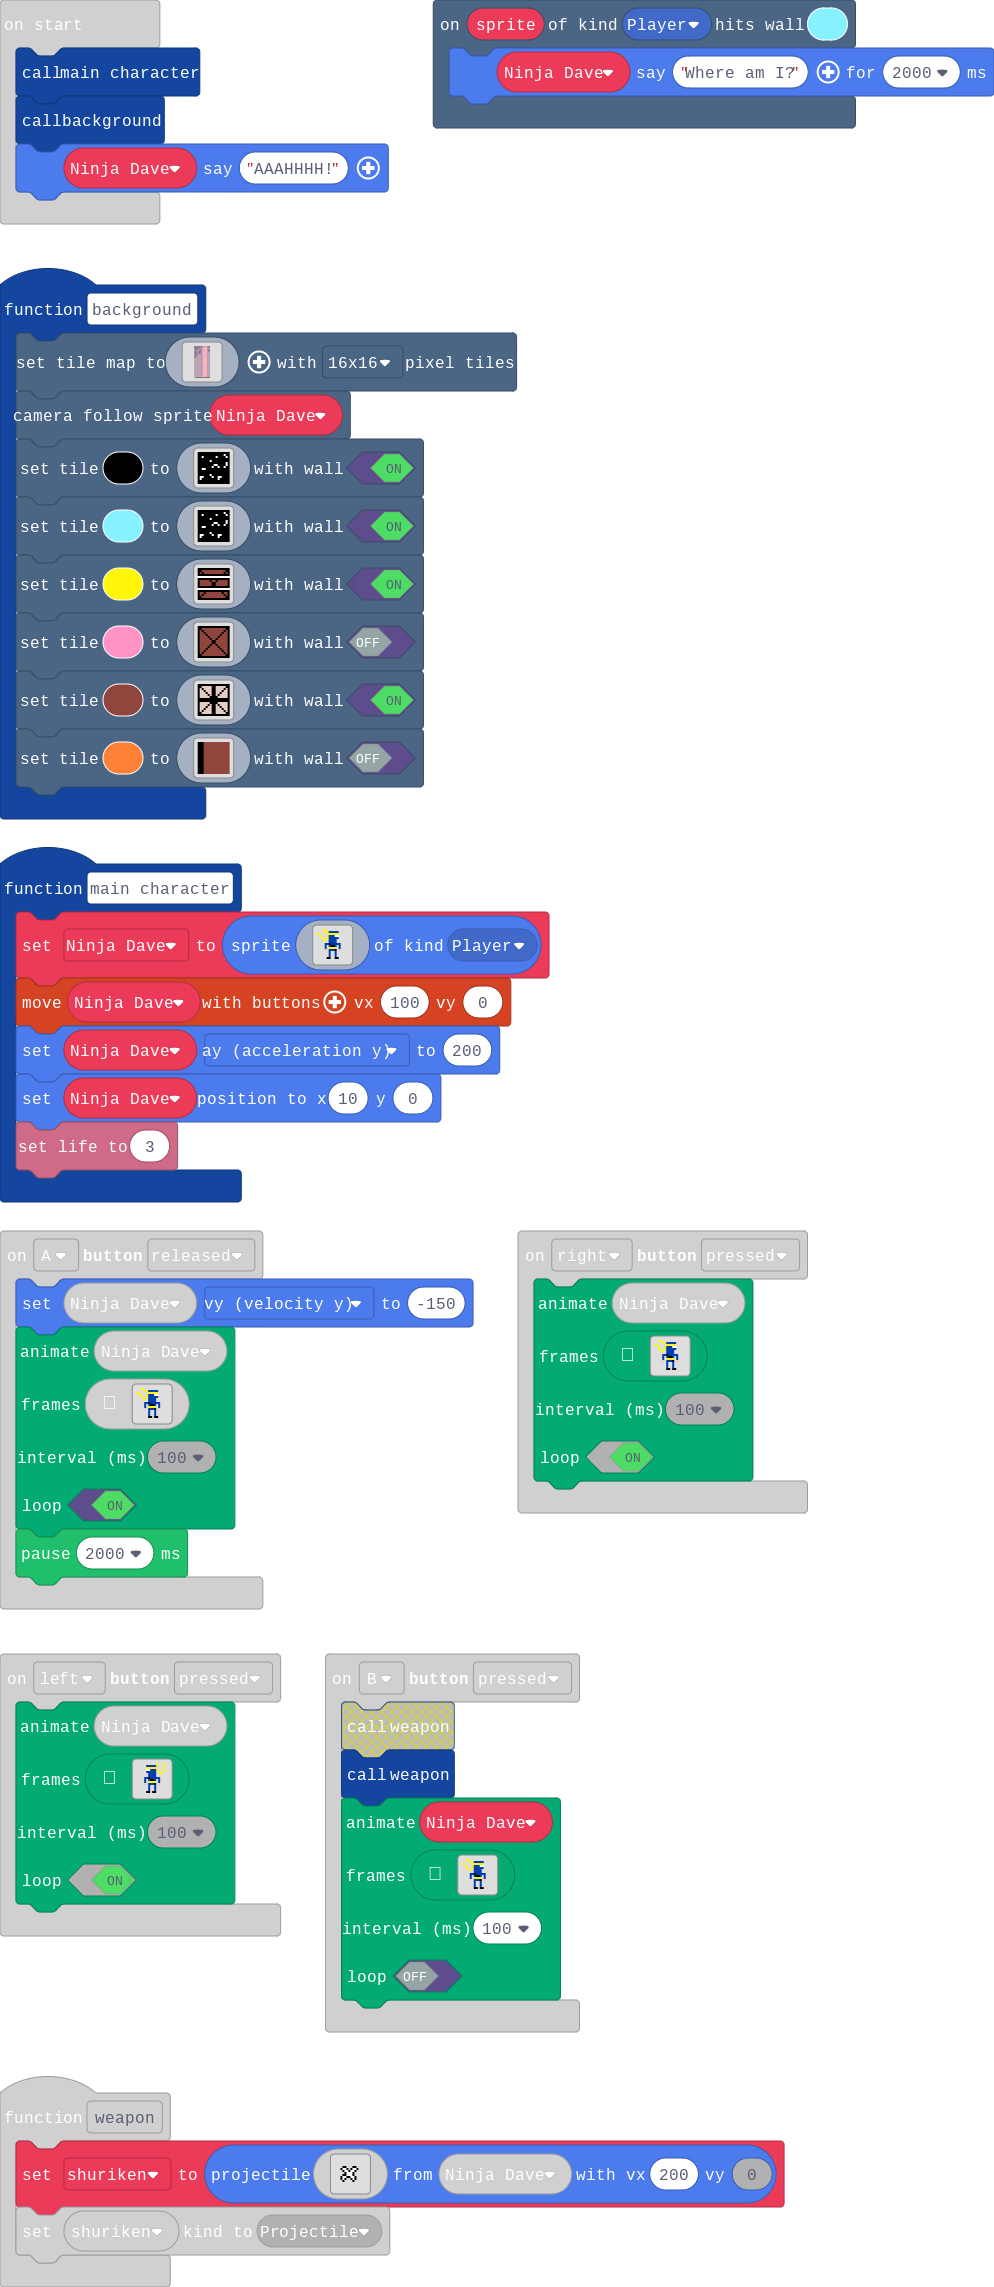 on start
call main character
call background
Ninja Dave say "AAAHHHH!"
on sprite of kind Player hits wall
Ninja Dave say "Where am I?" for 2000 ms
function background
set tile map to with 16x16 pixel tiles
camera follow sprite Ninja Dave
set tile to with wall ON
set tile to with wall ON
set tile to with wall ON
set tile to with wall OFF
set tile to with wall ON
set tile to with wall OFF
function main character
set Ninja Dave to sprite of kind Player
move Ninja Dave with buttons vx 100 vy 0
set Ninja Dave ay (acceleration y) to 200
set Ninja Dave position to x 10 y 0
set life to 3
on A button released
set Ninja Dave vy (velocity y) to -150
animate Ninja Dave
frames
interval (ms) 100
loop ON
pause 2000 ms
on right button pressed
animate Ninja Dave
frames
interval (ms) 100
loop ON
on left button pressed
animate Ninja Dave
frames
interval (ms) 100
loop ON
on B button pressed
call weapon
call weapon
animate Ninja Dave
frames
interval (ms) 100
loop OFF
function weapon
set shuriken to projectile from Ninja Dave with vx 200 vy 0
set shuriken kind to Projectile